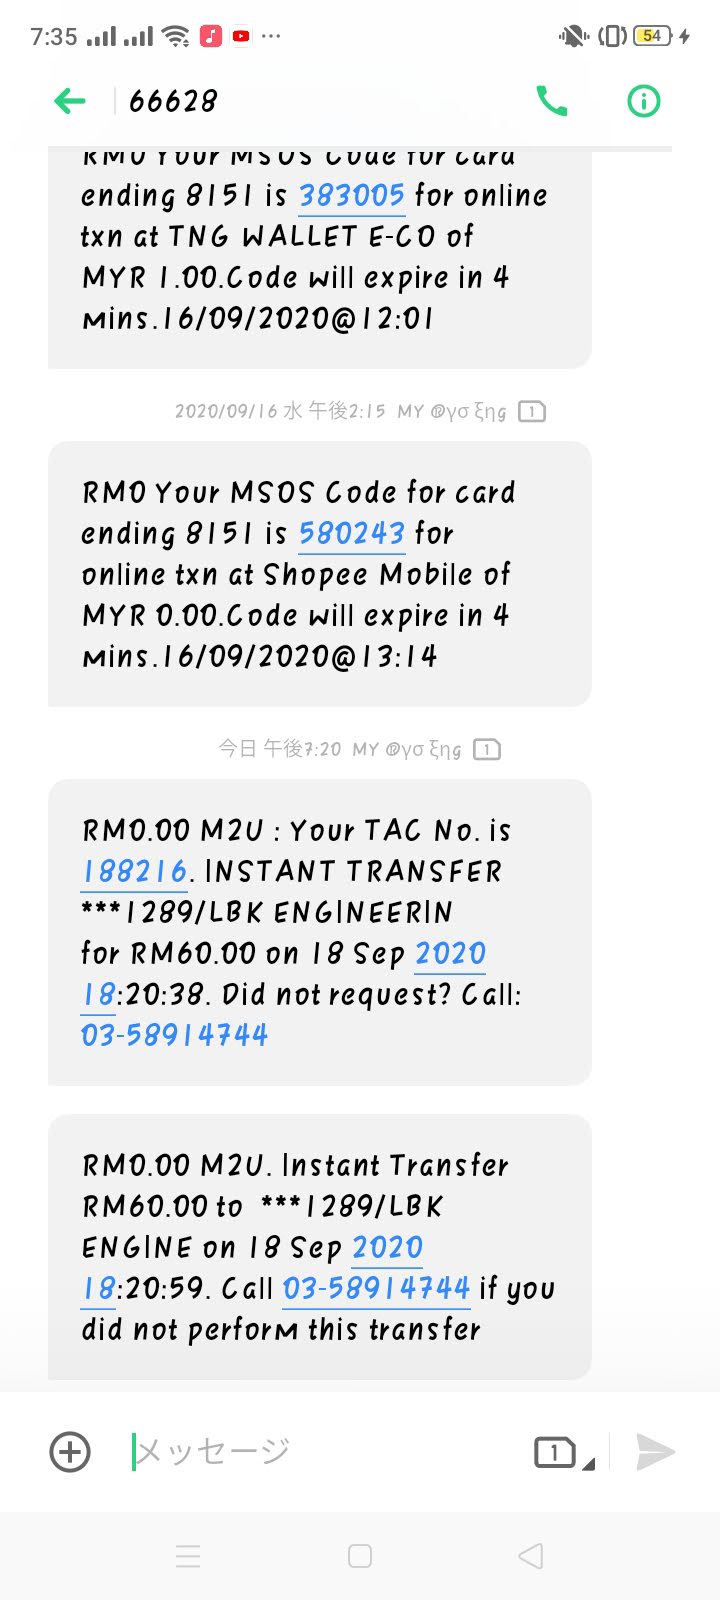 7:35
54
66628
RM0 Your MSOS Code for card
ending 8151 is 383005 for online
txn at TNG WALLET E-CO of
MYR 1.00.Code will expire in 4
mins.16/09/2020@12:01
2020/09/16 水 午後2:15 MY ®γσ ξηg 1
RM0 Your MSOS Code for card
ending 8151 is 580243 for
online txn at Shopee Mobile of
MYR 0.00.Code will expire in 4
mins.16/09/2020@13:14
今日 午後7:20 MY ®γσ ξηg 1
RM0.00 M2U : Your TAC No. is
188216. INSTANT TRANSFER
***1289/LBK ENGINEERIN
for RM60.00 on 18 Sep 2020
18:20:38. Did not request? Call:
03-58914744
RM0.00 M2U. Instant Transfer
RM60.00 to ***1289/LBK
ENGINE on 18 Sep 2020
18:20:59. Call 03-58914744 if you
did not perform this transfer
メッセージ 1